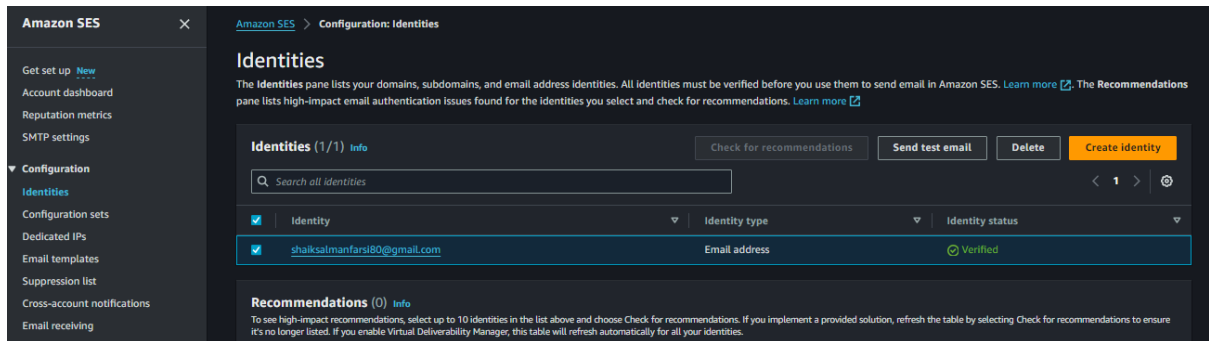 Amazon SES
Get set up New
Account dashboard
Reputation metrics
SMTP settings
Configuration
Identities
Configuration sets
Dedicated IPs
Email templates
Suppression list
Cross-account notifications
Email receiving
Amazon SES > Configuration: Identities
Identities
The Identities pane lists your domains, subdomains, and email address identities. All identities must be verified before you use them to send email in Amazon SES. Learn more. The Recommendations
pane lists high-impact email authentication issues found for the identities you select and check for recommendations. Learn more
Identities (1/1) Info
Check for recommendations
Send test email
Delete
Create identity
Search all identities
< 1 >
Identity Identity type Identity status
shaiksalmanfarsi80@gmail.com Email address Verified
Recommendations (0) Info
To see high-impact recommendations, select up to 10 identities in the list above and choose Check for recommendations. If you implement a provided solution, refresh the table by selecting Check for recommendations to ensure
it's no longer listed. If you enable Virtual Deliverability Manager, this table will refresh automatically for all your identities.